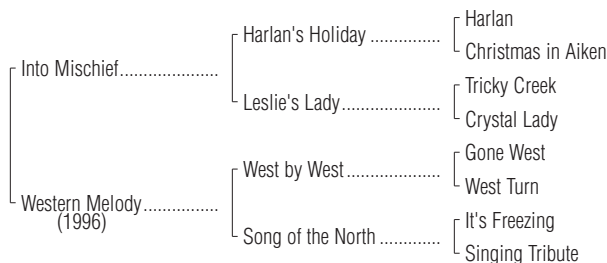 Harlan
Harlan's Holiday ................
Christmas in Aiken
Into Mischief.....................
Tricky Creek
Leslie's Lady.....................
Crystal Lady
Gone West
West by West....................
West Turn
Western Melody................
(1996)
It's Freezing
Song of the North .............
Singing Tribute